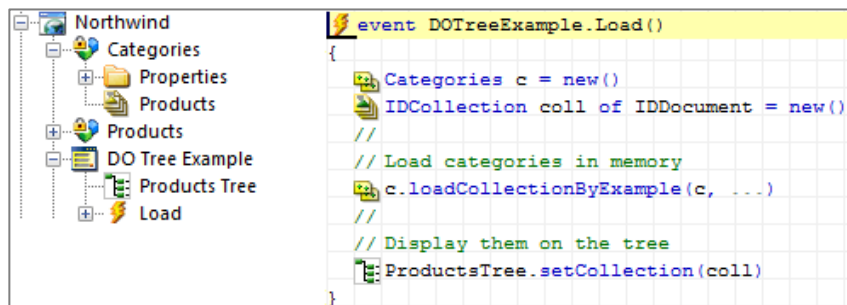 Northwind
Categories
Properties
Products
Products
DO Tree Example
Products Tree
Load
event DOTreeExample.Load()
{
Categories c = new()
IDCollection coll of IDDocument = new()
//
// Load categories in memory
c.loadCollectionByExample(c, ...)
//
// Display them on the tree
ProductsTree.setCollection(coll)
}